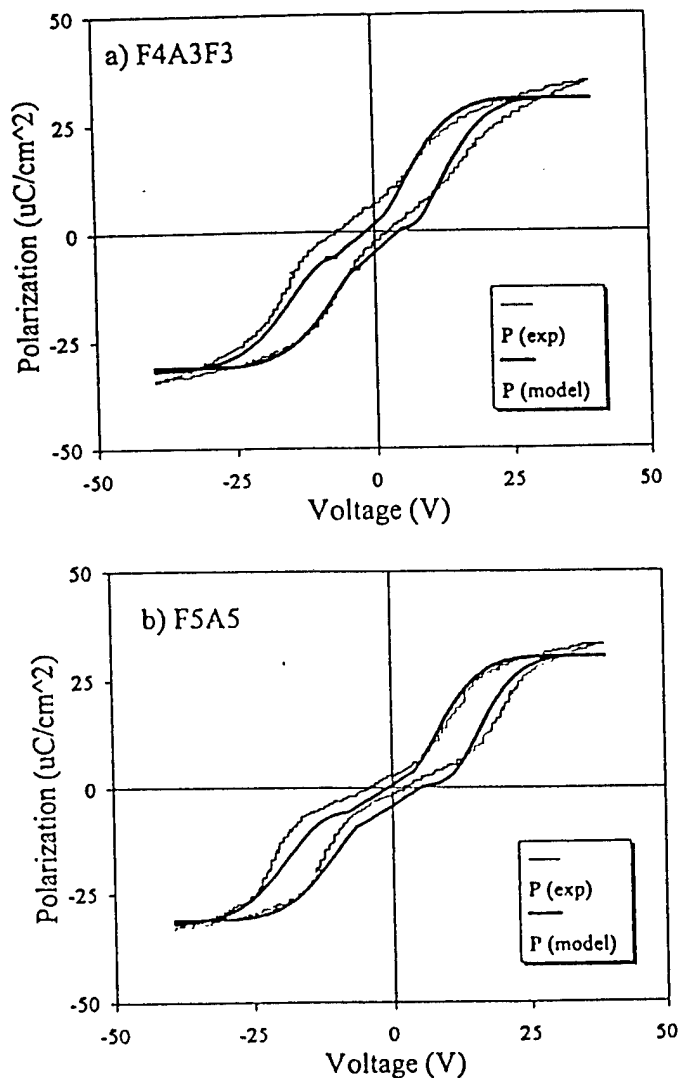 50
a) F4A3F3
25
0
-25
-50
Polarization (uC/cm^2)
P (exp)
P (model)
-50
-25
0
25
50
Voltage (V)
50
b) F5A5
25
0
-25
-50
Polarization (uC/cm^2)
P (exp)
P (model)
-50
-25
0
25
50
Voltage (V)